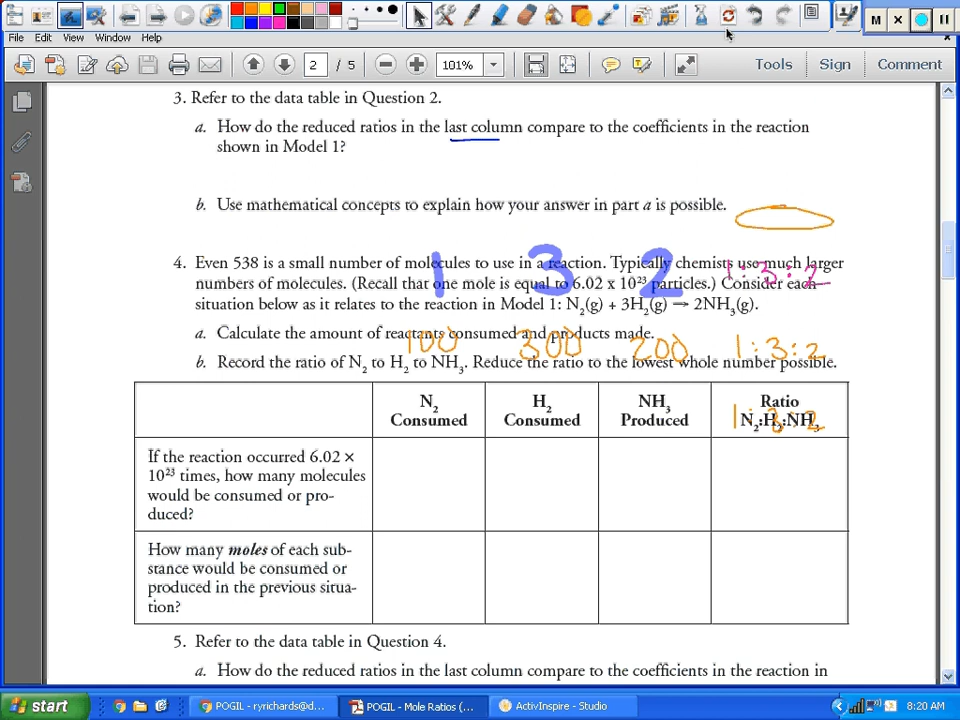 M
File Edit View Window Help
2 / 5 101% Tools Sign Comment
3. Refer to the data table in Question 2.
a. How do the reduced ratios in the last column compare to the coefficients in the reaction
shown in Model 1?
b. Use mathematical concepts to explain how your answer in part a is possible.
4. Even 538 is a small number of molecules to use in a reaction. Typically chemists use much larger
numbers of molecules. (Recall that one mole is equal to 6.02 x 10²³ particles.) Consider each
situation below as it relates to the reaction in Model 1: N₂(g) + 3H₂(g) → 2NH₃(g).
1 3 2 1:3:2
a. Calculate the amount of reactants consumed and products made.
100 300 200 1:3:2
b. Record the ratio of N₂ to H₂ to NH₃. Reduce the ratio to the lowest whole number possible.
N₂ H₂ NH₃ Ratio
Consumed Consumed Produced N₂:H₂:NH₃
1:3:2
If the reaction occurred 6.02 ×
10²³ times, how many molecules
would be consumed or pro-
duced?
How many moles of each sub-
stance would be consumed or
produced in the previous situa-
tion?
5. Refer to the data table in Question 4.
a. How do the reduced ratios in the last column compare to the coefficients in the reaction in
start POGIL - ryrichards@d... POGIL - Mole Ratios (... ActivInspire - Studio 8:20 AM